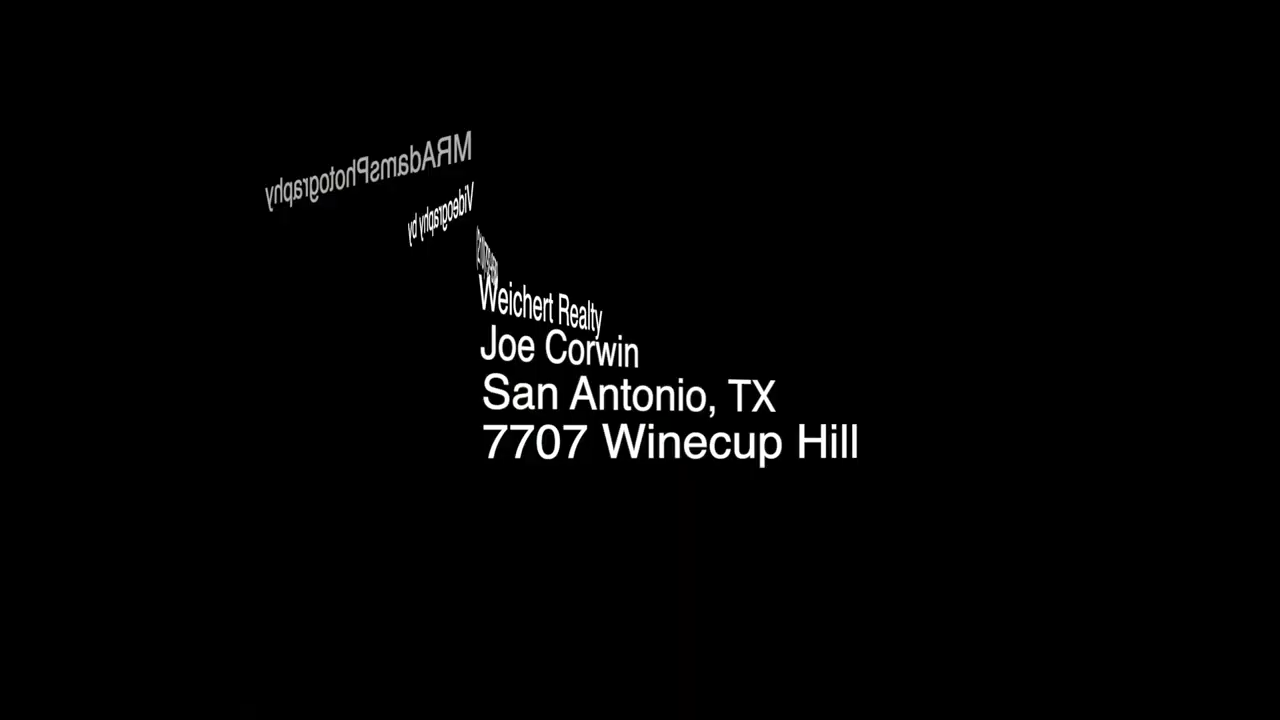 MRAdamsPhotography
Videography by
Weichert Realty
Joe Corwin
San Antonio, TX
7707 Winecup Hill